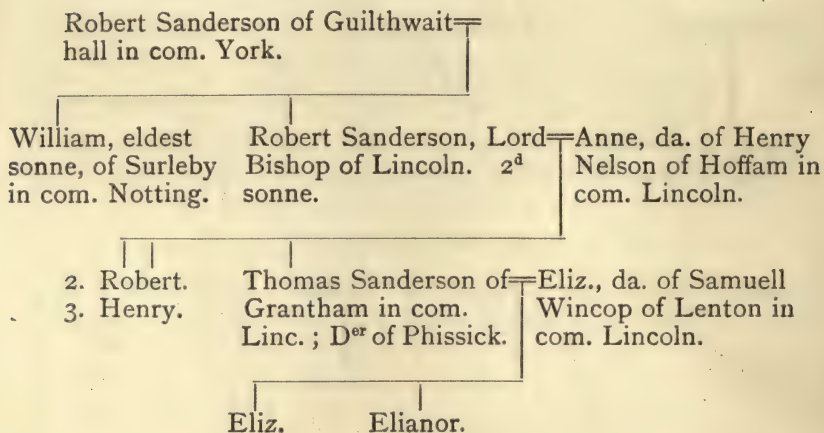 Robert Sanderson of Guilthwait
hall in com. York.
William, eldest
sonne, of Surleby
in com. Notting.
Robert Sanderson, Lord
Bishop of Lincoln. 2ᵈ
sonne.
Anne, da. of Henry
Nelson of Hoffam in
com. Lincoln.
2. Robert.
3. Henry.
Thomas Sanderson of
Grantham in com.
Linc. ; Dᵉʳ of Phissick.
Eliz., da. of Samuell
Wincop of Lenton in
com. Lincoln.
Eliz.
Elianor.